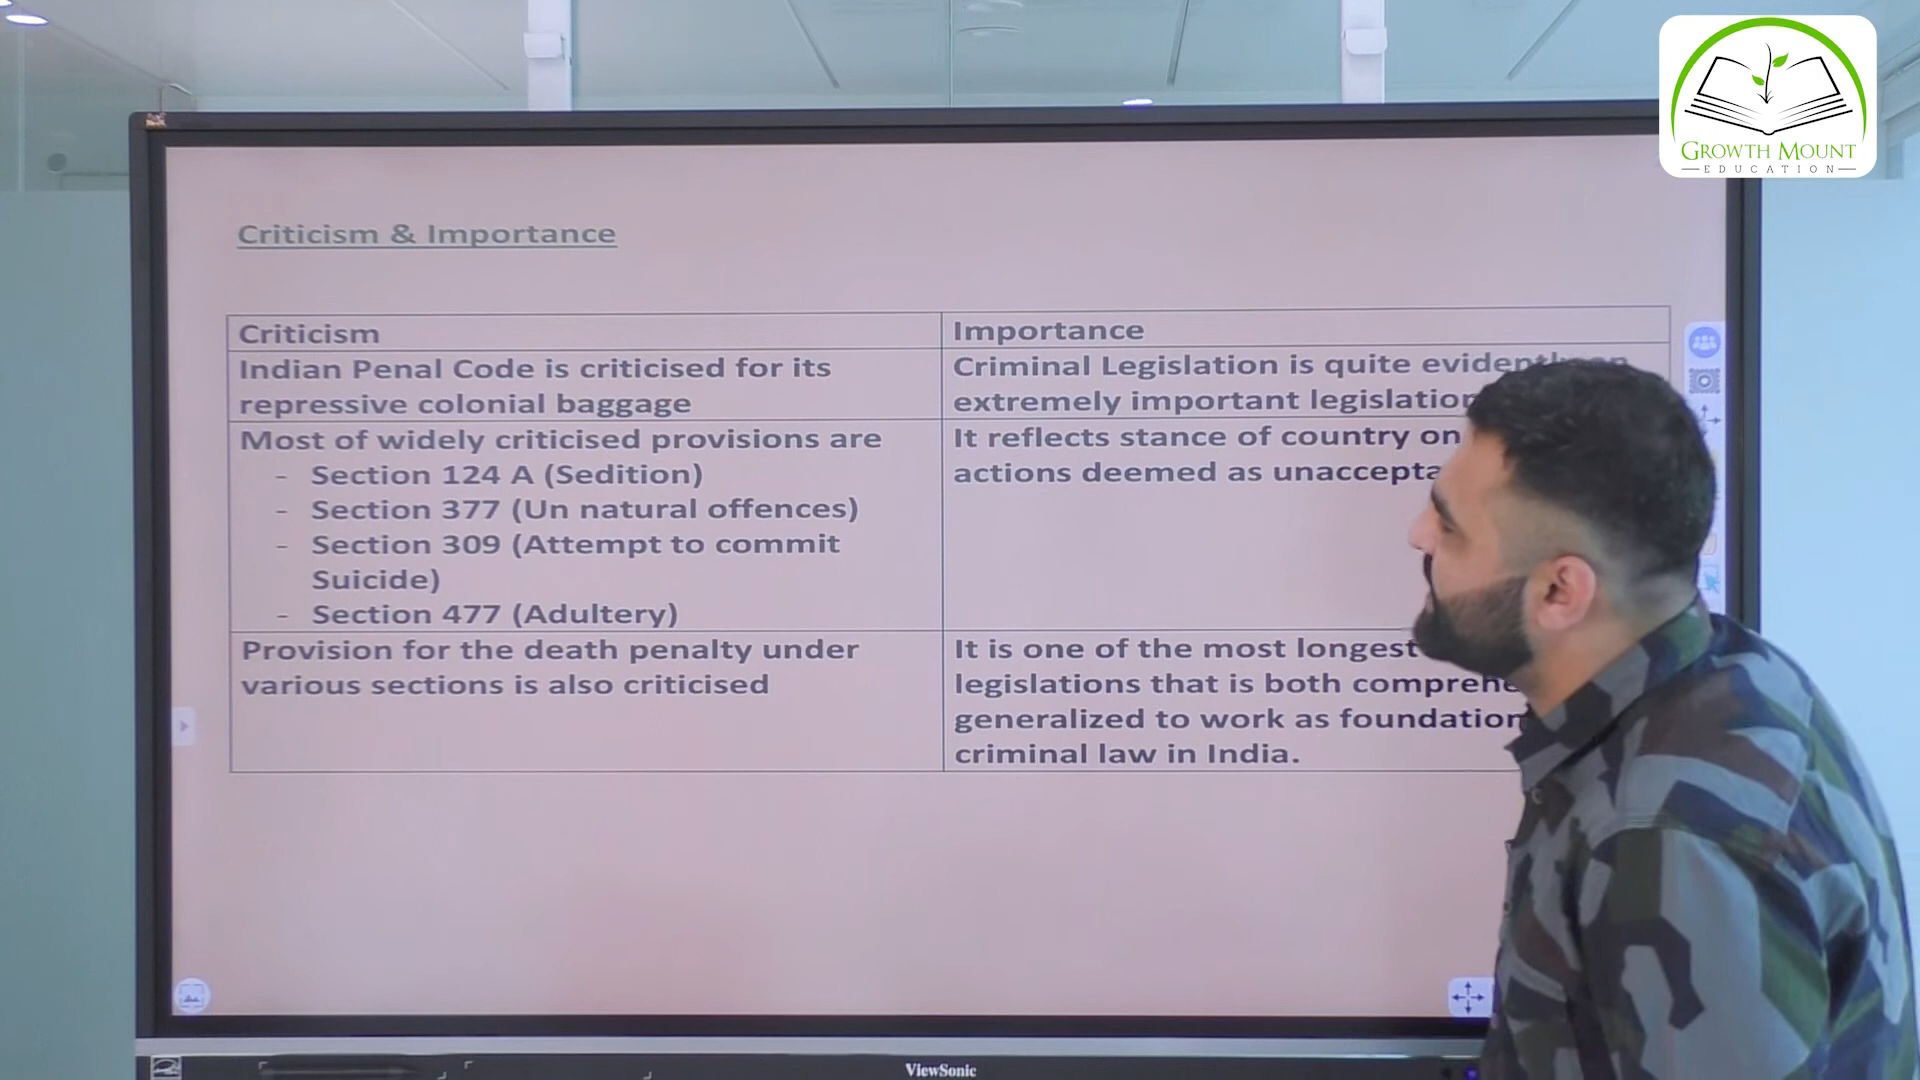 GROWTH MOUNT
EDUCATION
Criticism & Importance
Criticism
Importance
Indian Penal Code is criticised for its
repressive colonial baggage
Criminal Legislation is quite evidently an
extremely important
Most of widely criticised provisions are
- Section 124 A (Sedition)
- Section 377 (Un natural offences)
- Section 309 (Attempt to commit
Suicide)
- Section 477 (Adultery)
It reflects stance of country on
actions deemed as
Provision for the death penalty under
various sections is also criticised
It is one of the most longest
legislations that is both
generalized to work as foundation
criminal law in India.
ViewSonic